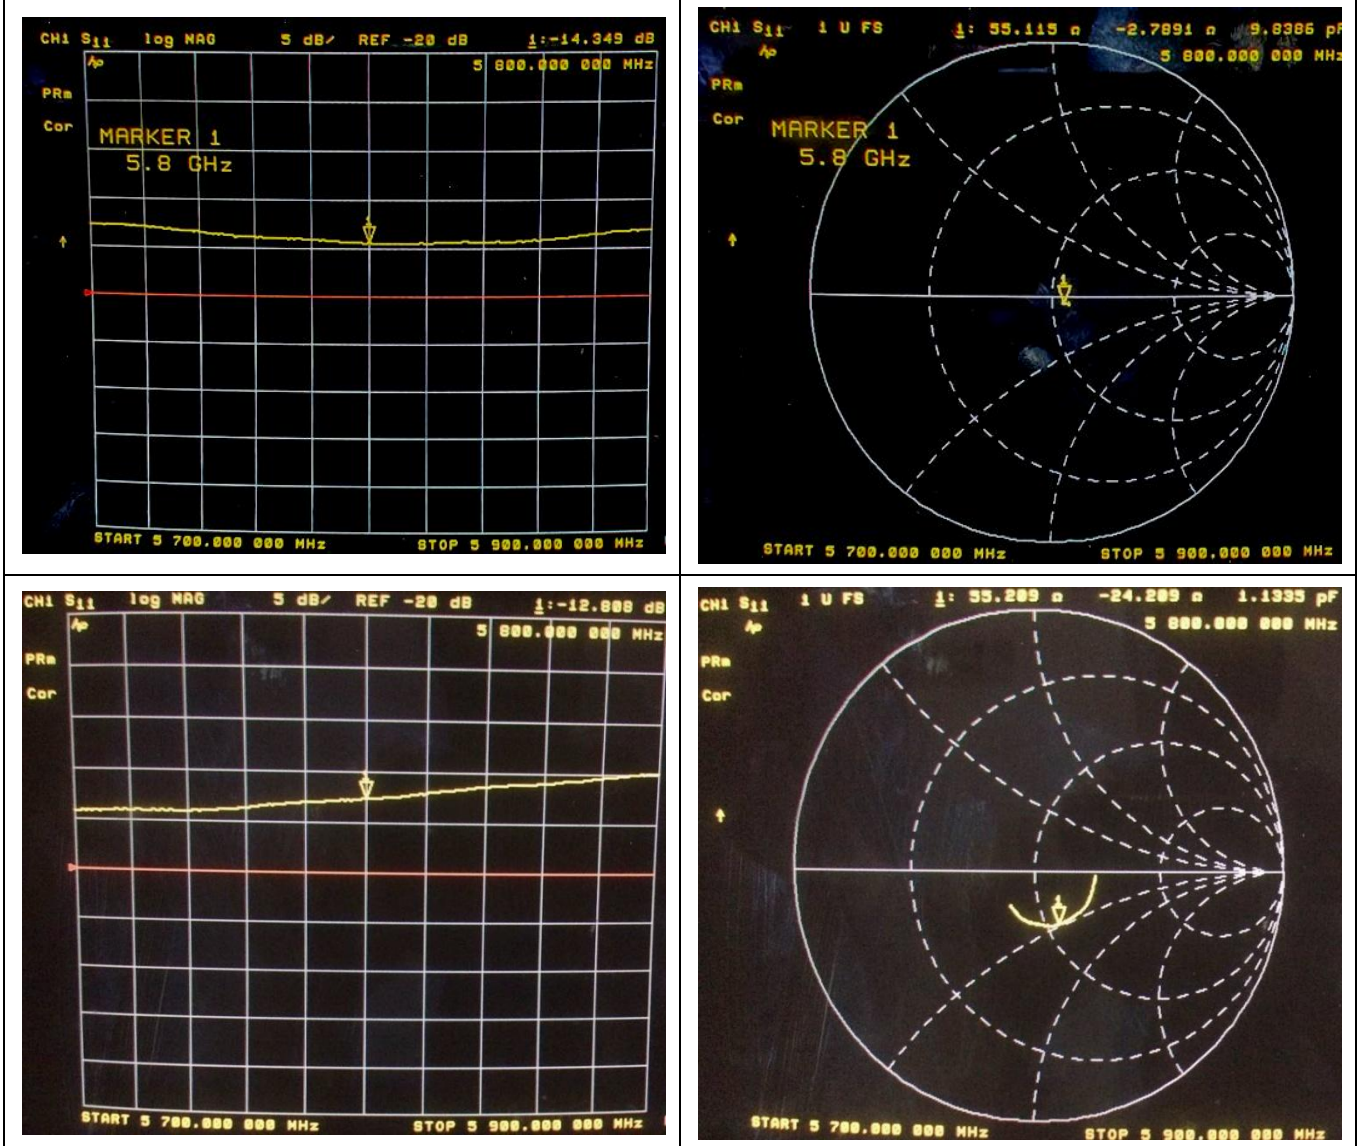 CH1 S11 log MAG 5 dB/ REF -20 dB 1:-14.349 dB
5 800.000 000 MHz
PRm
Cor
MARKER 1
5.8 GHz
1
START 5 700.000 000 MHz STOP 5 900.000 000 MHz
CH1 S11 1 U FS 1: 55.115 Ω -2.7891 Ω 9.8386 pF
5 800.000 000 MHz
PRm
Cor
MARKER 1
5.8 GHz
1
START 5 700.000 000 MHz STOP 5 900.000 000 MHz
CH1 S11 log MAG 5 dB/ REF -20 dB 1:-12.808 dB
5 800.000 000 MHz
PRm
Cor
1
START 5 700.000 000 MHz STOP 5 900.000 000 MHz
CH1 S11 1 U FS 1: 55.209 Ω -24.209 Ω 1.1335 pF
5 800.000 000 MHz
PRm
Cor
1
START 5 700.000 000 MHz STOP 5 900.000 000 MHz